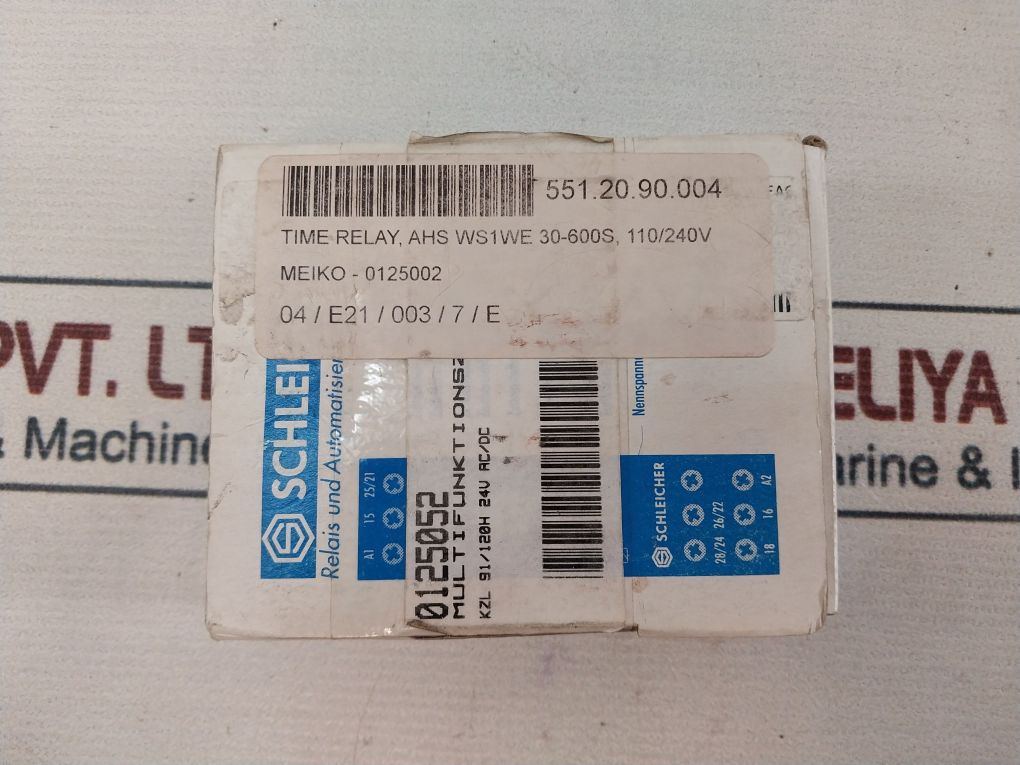 551.20.90.004
TIME RELAY, AHS WS1WE 30-600S, 110/240V
MEIKO - 0125002
04 / E21 / 003 / 7 / E
PVT.
& Machine
ELIYA
& I
SCHLEI
Relais und Automatisier
A1 15 25/21
0125052
MULTIFUNKTIONSZ
KZL 91/120H 24V AC/DC
Nennspann
SCHLEICHER
28/24 26/22
18 16 A2